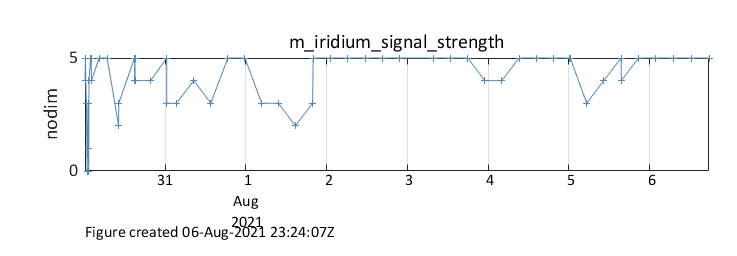 m_iridium_signal_strength
5
nodim
0
31 1 2 3 4 5 6
Aug
2021
Figure created 06-Aug-2021 23:24:07Z